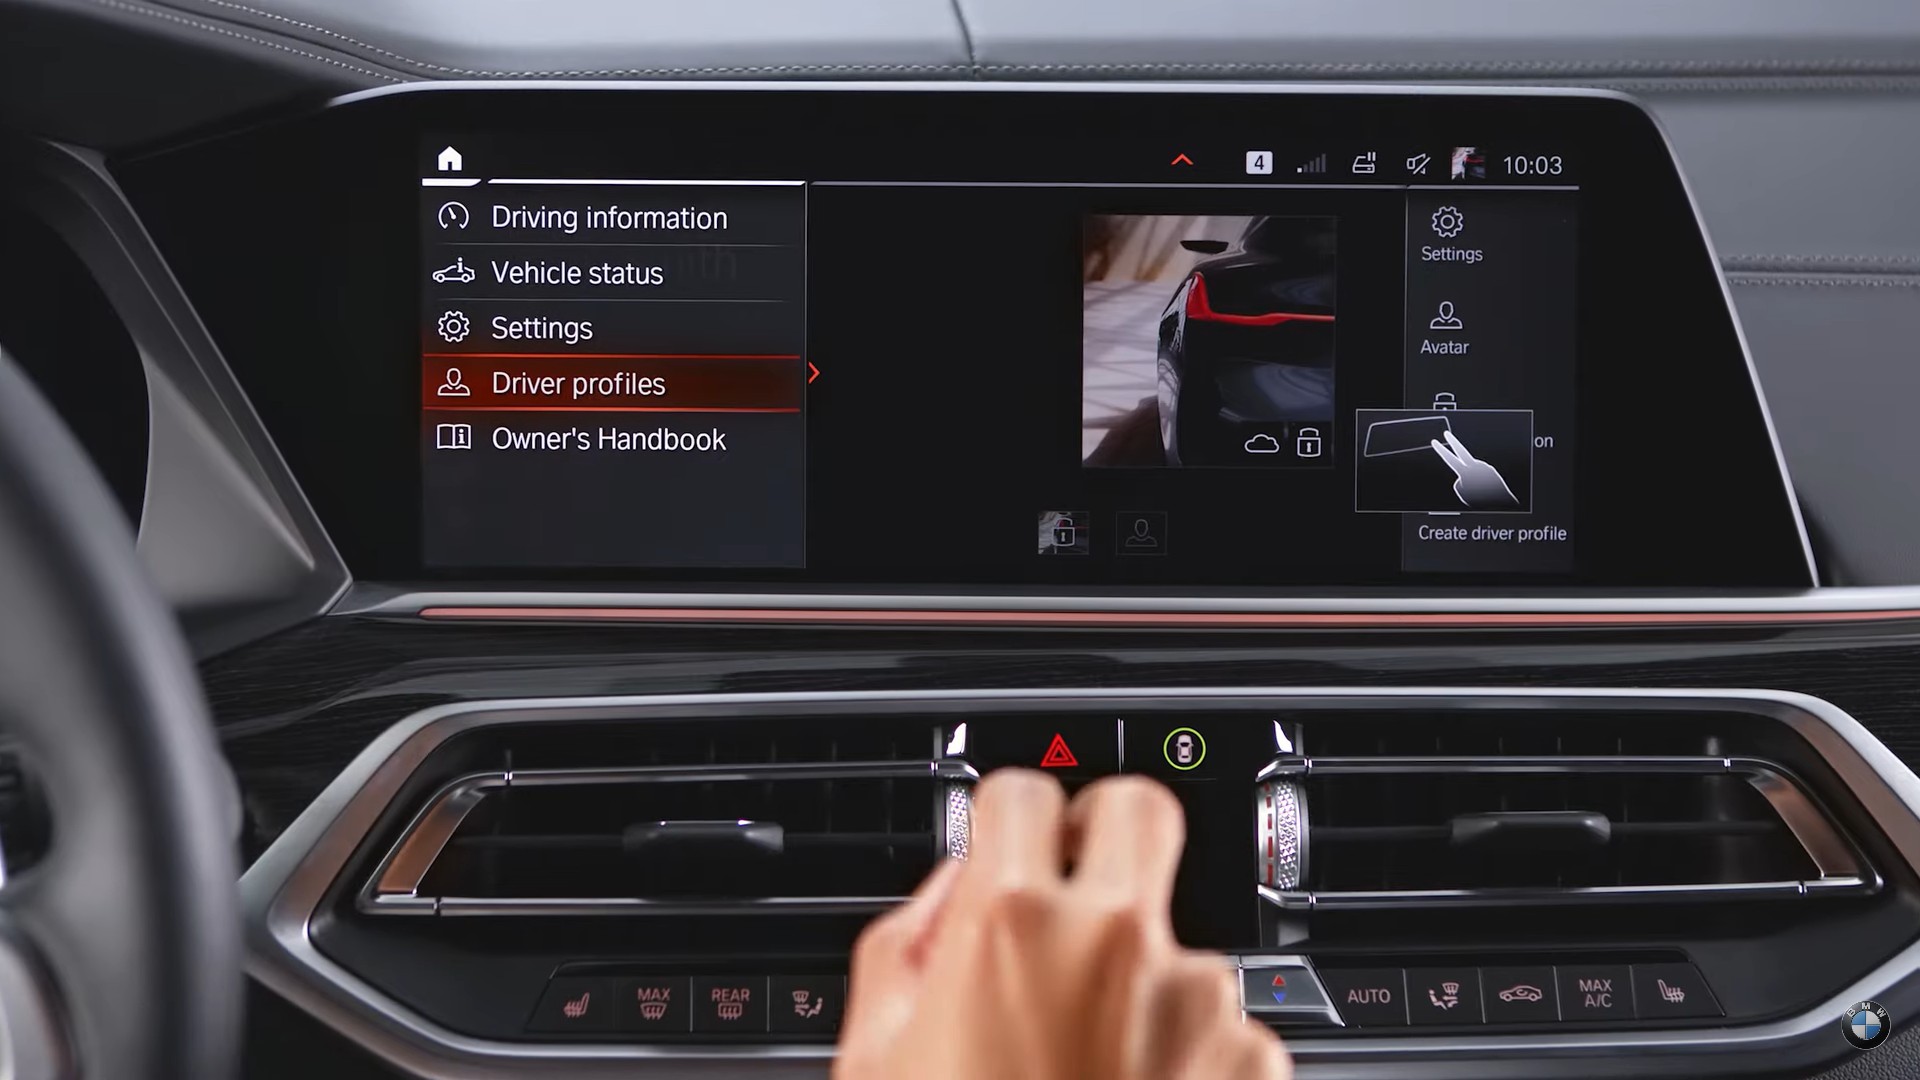 4
10:03
Driving information
Vehicle status
Settings
Driver profiles
Owner's Handbook
Settings
Avatar
on
Create driver profile
MAX
REAR
AUTO
MAX
A/C
BMW